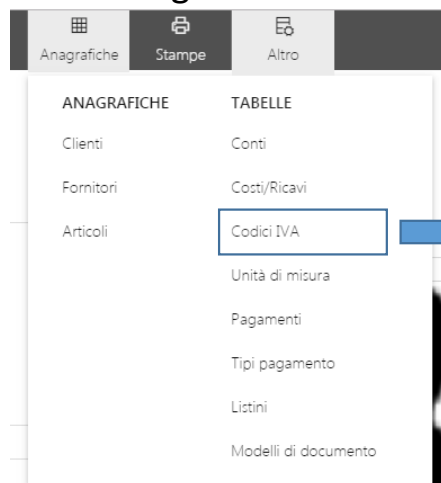 Anagrafiche
Stampe
Altro
ANAGRAFICHE
Clienti
Fornitori
Articoli
TABELLE
Conti
Costi/Ricavi
Codici IVA
Unità di misura
Pagamenti
Tipi pagamento
Listini
Modelli di documento